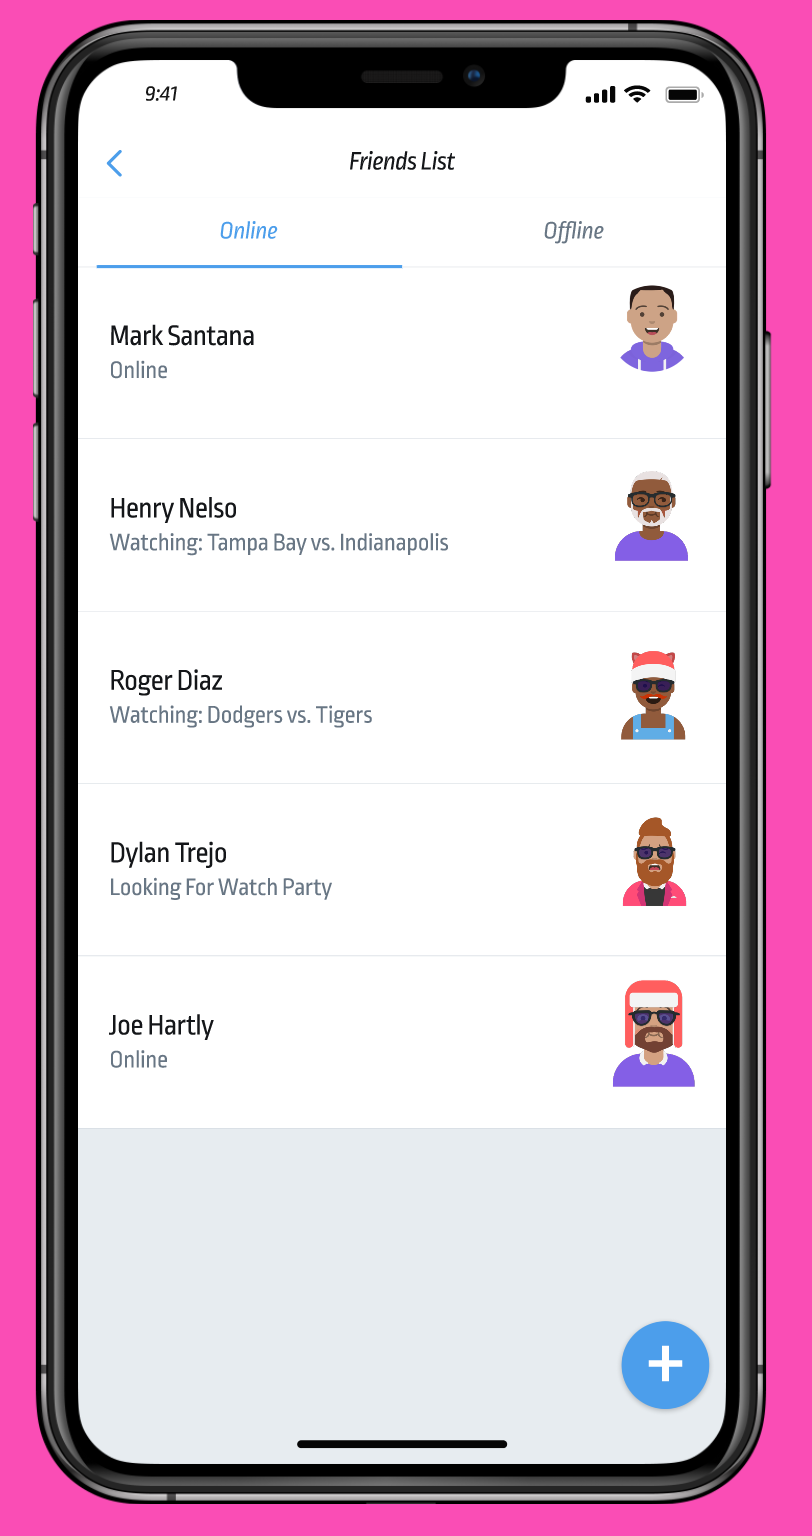 9:41
Friends List
Online
Offline
Mark Santana
Online
Henry Nelso
Watching: Tampa Bay vs. Indianapolis
Roger Diaz
Watching: Dodgers vs. Tigers
Dylan Trejo
Looking For Watch Party
Joe Hartly
Online